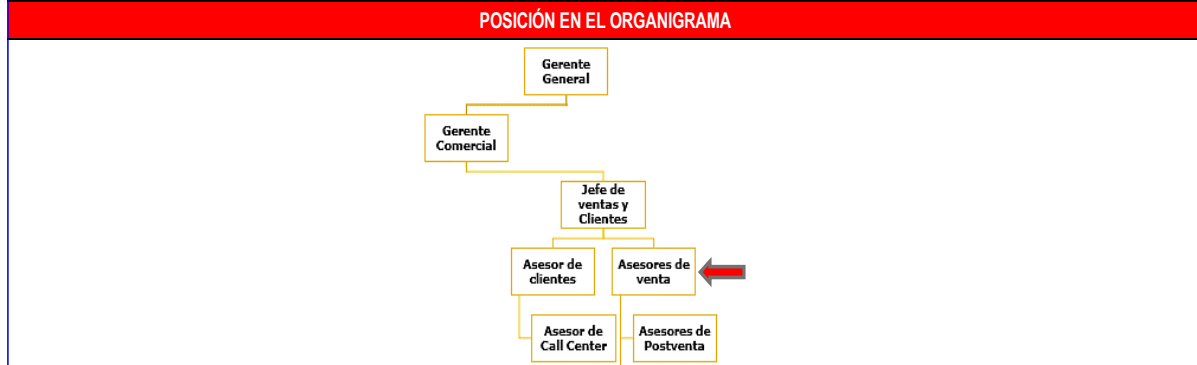 POSICIÓN EN EL ORGANIGRAMA
Gerente
General
Gerente
Comercial
Jefe de
ventas y
Clientes
Asesor de
clientes
Asesores de
venta
Asesor de
Call Center
Asesores de
Postventa